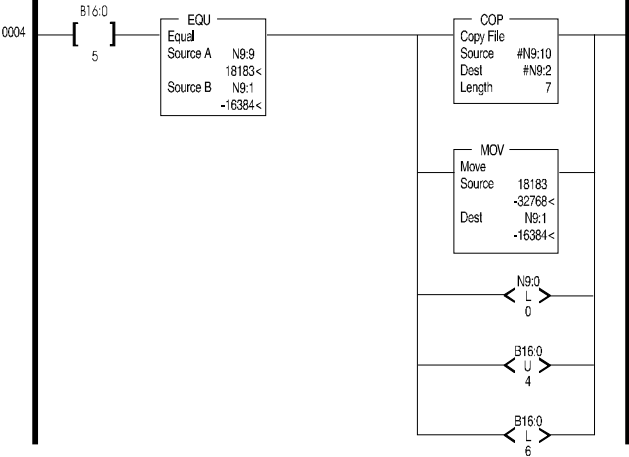 B16:0
0004
5
EQU
Equal
Source A N9:9
18183<
Source B N9:1
-16384<
COP
Copy File
Source #N9:10
Dest #N9:2
Length 7
MOV
Move
Source 18183
-32768<
Dest N9:1
-16384<
N9:0
L
0
B16:0
U
4
B16:0
L
6